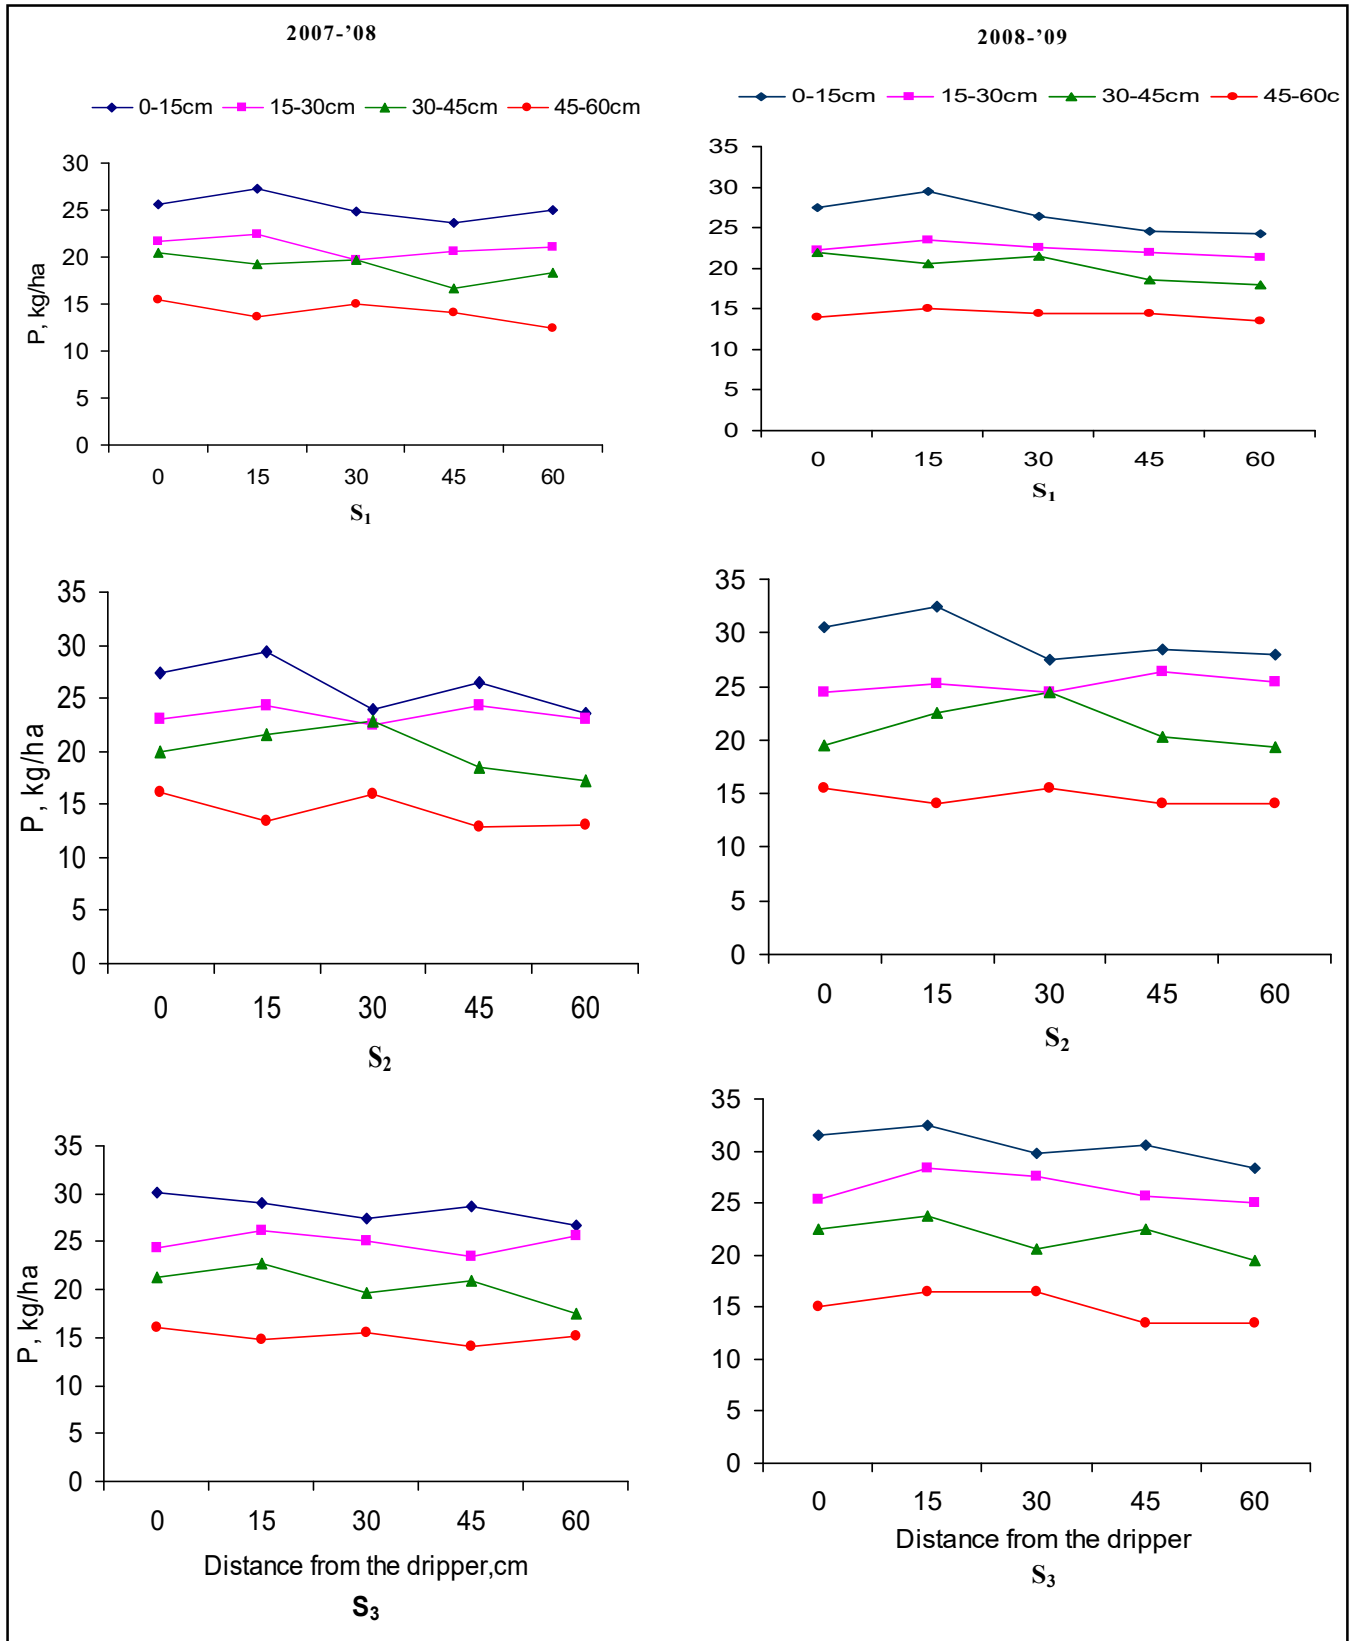 2007-’08
2008-’09
0-15cm 15-30cm 30-45cm 45-60cm
0-15cm 15-30cm 30-45cm 45-60c
30
25
20
15
10
5
0
P, kg/ha
0 15 30 45 60
S1
35
30
25
20
15
10
5
0
0 15 30 45 60
S1
35
30
25
20
15
10
5
0
P, kg/ha
0 15 30 45 60
S2
35
30
25
20
15
10
5
0
0 15 30 45 60
S2
35
30
25
20
15
10
5
0
P, kg/ha
0 15 30 45 60
Distance from the dripper,cm
S3
35
30
25
20
15
10
5
0
0 15 30 45 60
Distance from the dripper
S3